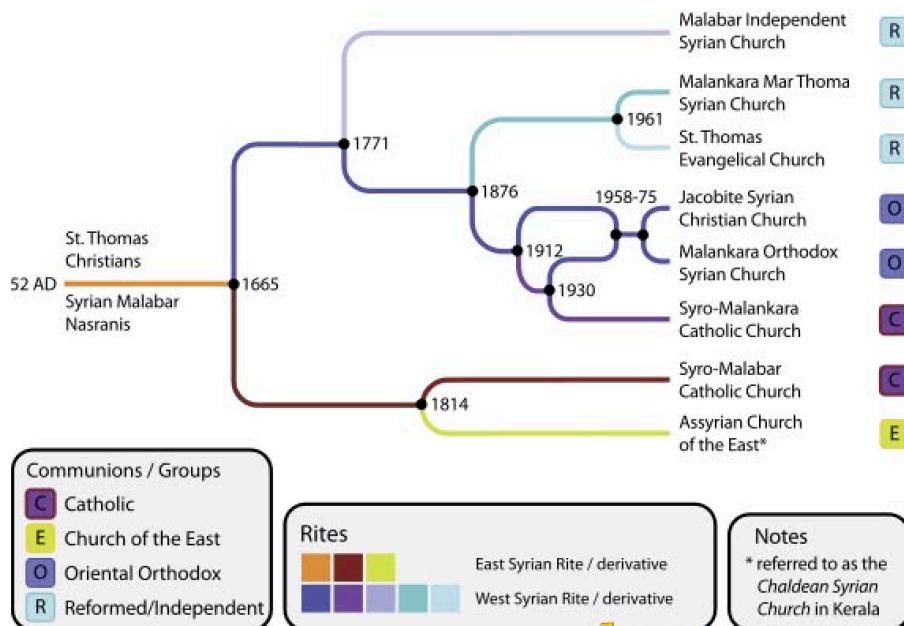 Malabar Independent
Syrian Church
R
Malankara Mar Thoma
Syrian Church
R
1961
St. Thomas
Evangelical Church
R
1771
1876
1958-75
Jacobite Syrian
Christian Church
O
1912
Malankara Orthodox
Syrian Church
O
St. Thomas
Christians
52 AD
1665
Syrian Malabar
Nasranis
1930
Syro-Malankara
Catholic Church
C
Syro-Malabar
Catholic Church
C
1814
Assyrian Church
of the East*
E
Communions / Groups
C Catholic
E Church of the East
O Oriental Orthodox
R Reformed/Independent
Rites
East Syrian Rite / derivative
West Syrian Rite / derivative
Notes
* referred to as the
Chaldean Syrian
Church in Kerala